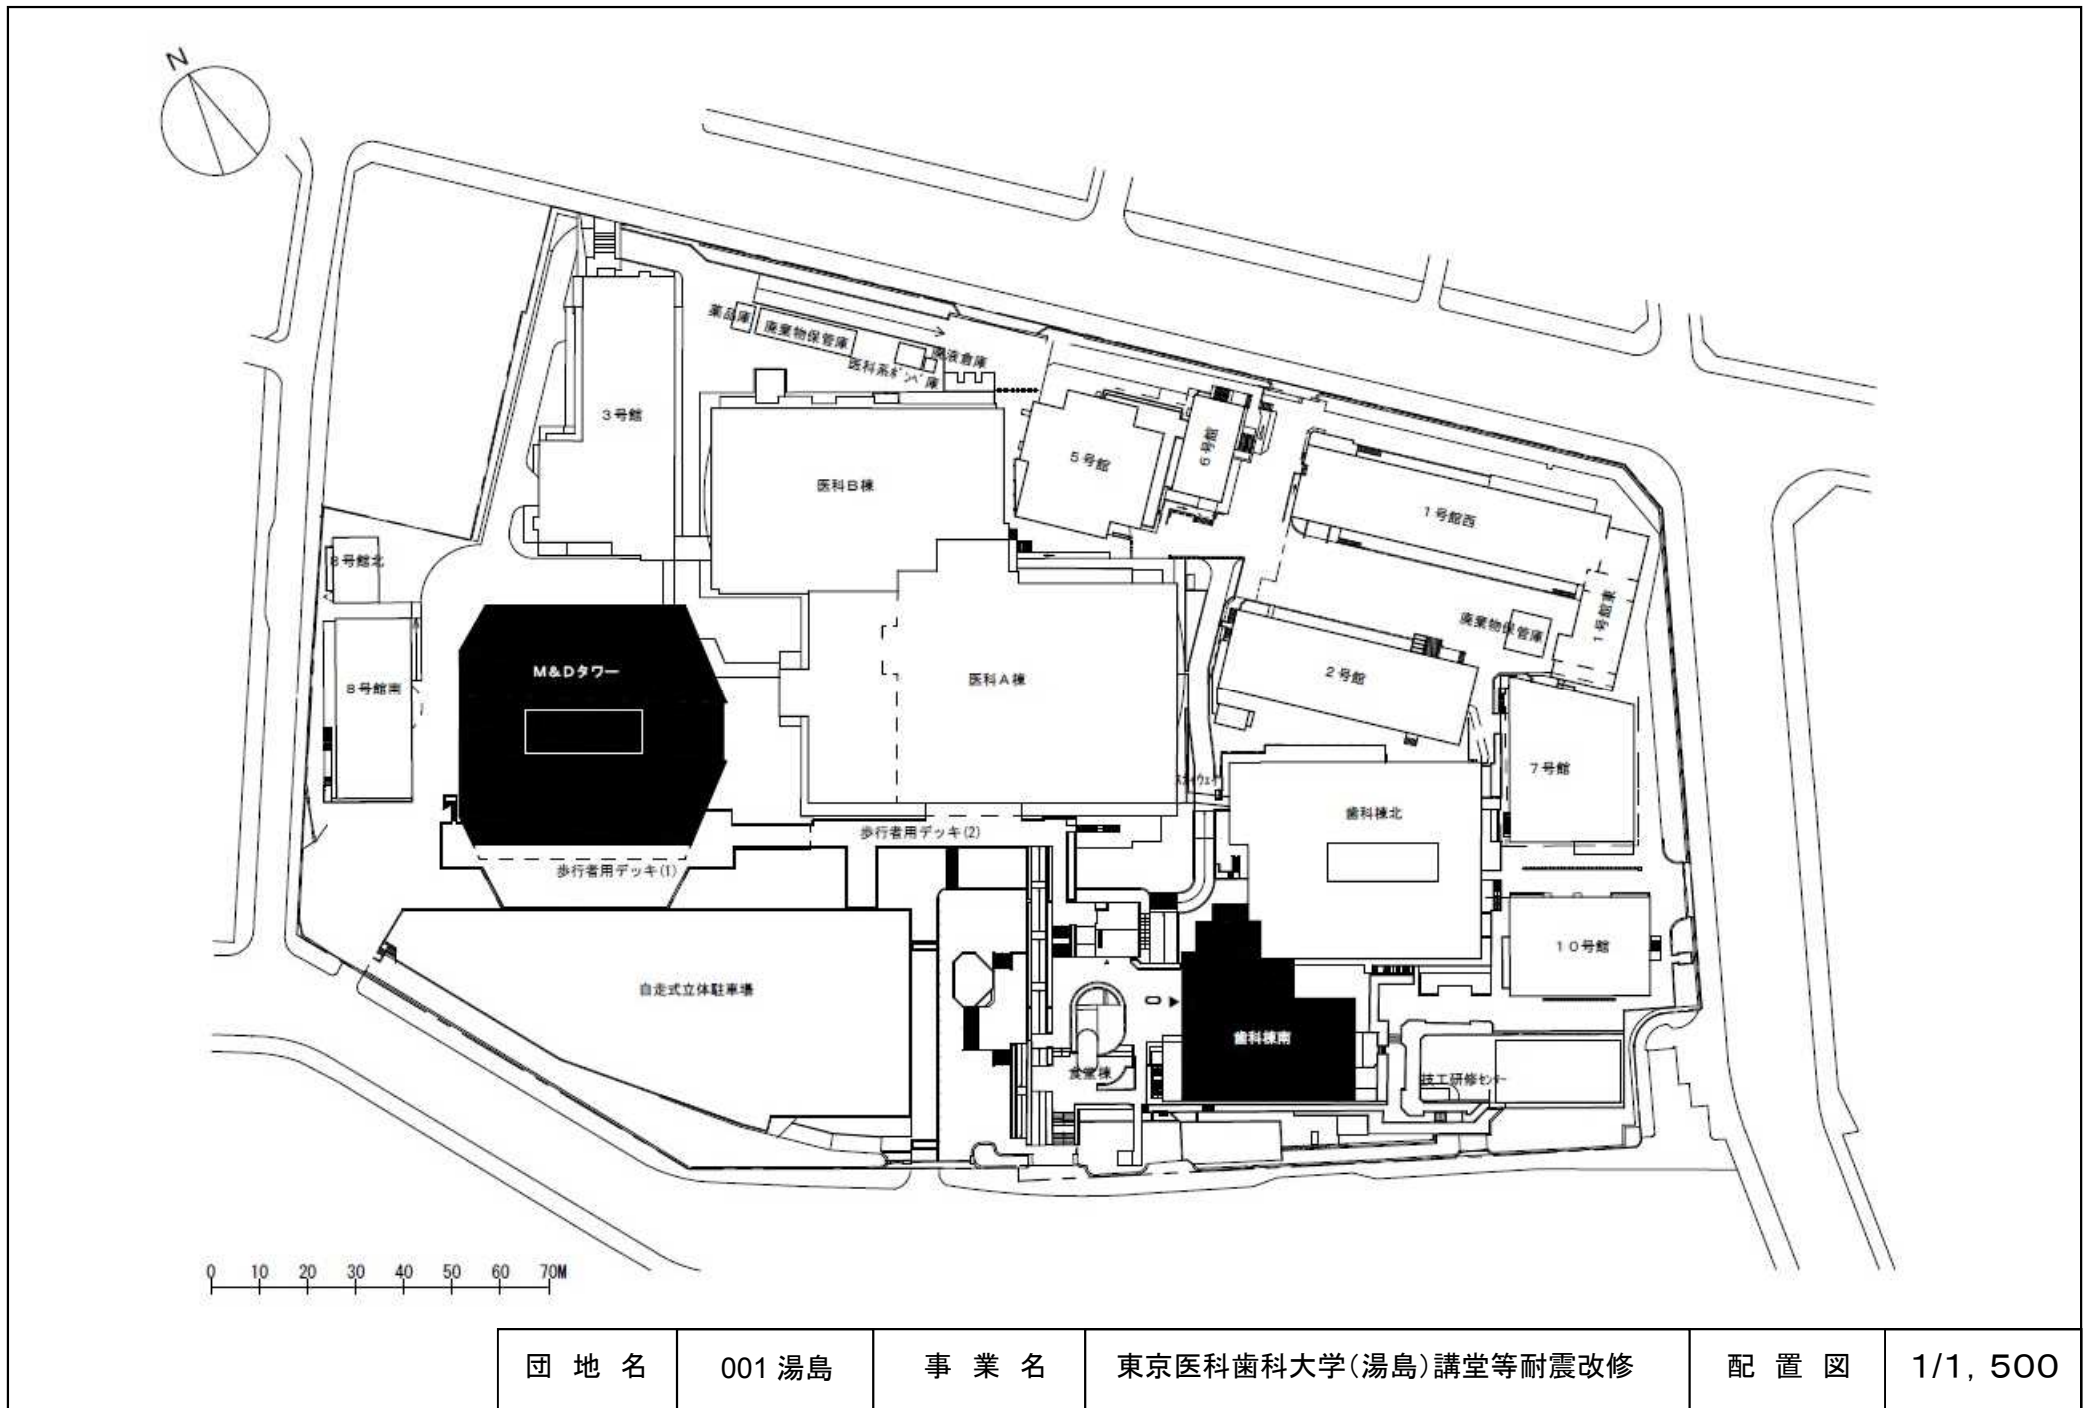 N
薬品庫
廃棄物保管庫
廃液倉庫
医科系ボンベ庫
3号館
医科B棟
5号館
6号館
1号館西
8号館北
1号館東
廃棄物保管庫
M&Dタワー
8号館南
医科A棟
2号館
7号館
スカイウェイ
歯科棟北
歩行者用デッキ(2)
歩行者用デッキ(1)
10号館
自走式立体駐車場
歯科棟南
食堂棟
技工研修センター
0 10 20 30 40 50 60 70M
団地名 001 湯島 事業名 東京医科歯科大学(湯島)講堂等耐震改修 配置図 1/1,500